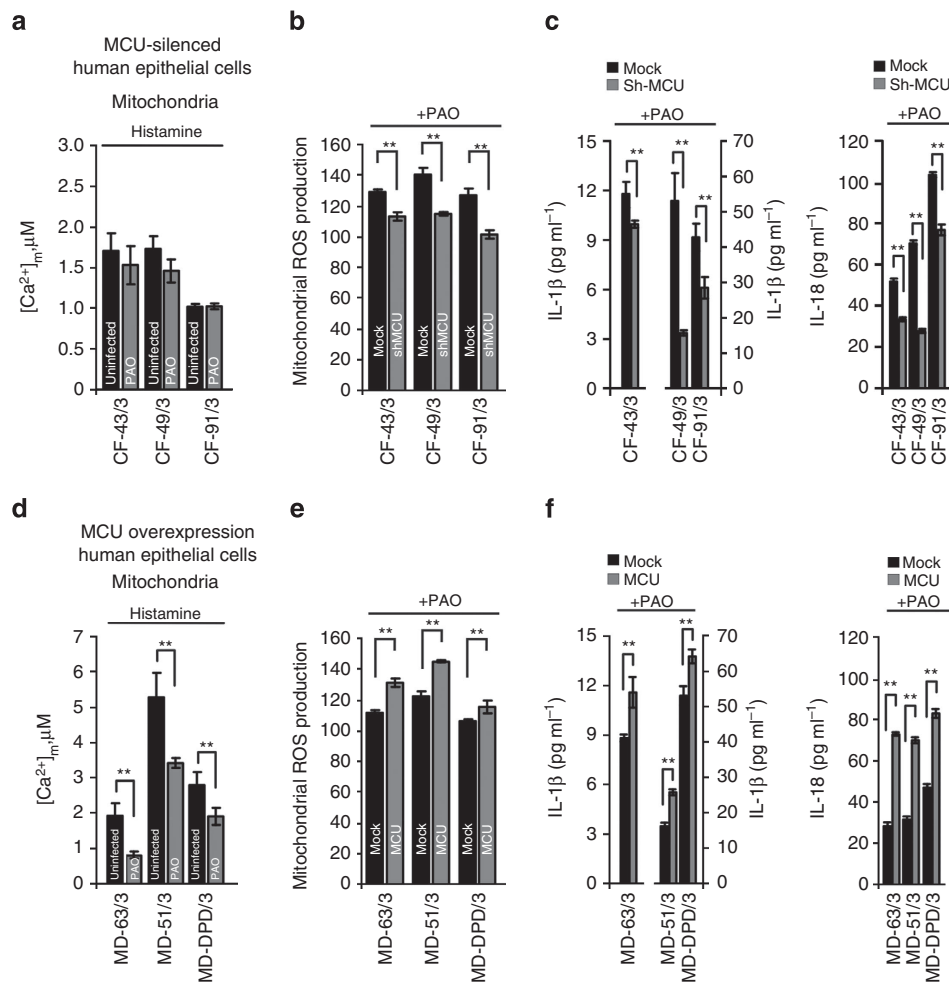 a
MCU-silenced
human epithelial cells
Mitochondria
Histamine
3.0
2.5
2.0
1.5
1.0
0.5
0
[Ca²⁺]m,μM
Uninfected
PAO
Uninfected
PAO
CF-43/3
CF-49/3
CF-91/3
b
+PAO
160
140
120
100
80
60
40
20
0
Mitochondrial ROS production
**
**
**
Mock
shMCU
Mock
shMCU
Mock
shMCU
CF-43/3
CF-49/3
CF-91/3
c
Mock
Sh-MCU
+PAO
15
12
9
6
3
0
IL-1β (pg ml⁻¹)
**
**
**
70
60
50
40
30
20
10
0
IL-1β (pg ml⁻¹)
CF-43/3
CF-49/3
CF-91/3
Mock
Sh-MCU
+PAO
120
100
80
60
40
20
0
IL-18 (pg ml⁻¹)
**
**
**
CF-43/3
CF-49/3
CF-91/3
d
MCU overexpression
human epithelial cells
Mitochondria
Histamine
7
6
5
4
3
2
1
0
[Ca²⁺]m,μM
**
**
**
Uninfected
PAO
Uninfected
PAO
Uninfected
PAO
MD-63/3
MD-51/3
MD-DPD/3
e
+PAO
160
140
120
100
80
60
40
20
0
Mitochondrial ROS production
**
**
**
Mock
MCU
Mock
MCU
Mock
MCU
MD-63/3
MD-51/3
MD-DPD/3
f
Mock
MCU
+PAO
15
12
9
6
3
0
IL-1β (pg ml⁻¹)
**
**
**
70
60
50
40
30
20
10
0
IL-1β (pg ml⁻¹)
MD-63/3
MD-51/3
MD-DPD/3
Mock
MCU
+PAO
120
100
80
60
40
20
0
IL-18 (pg ml⁻¹)
**
**
**
MD-63/3
MD-51/3
MD-DPD/3